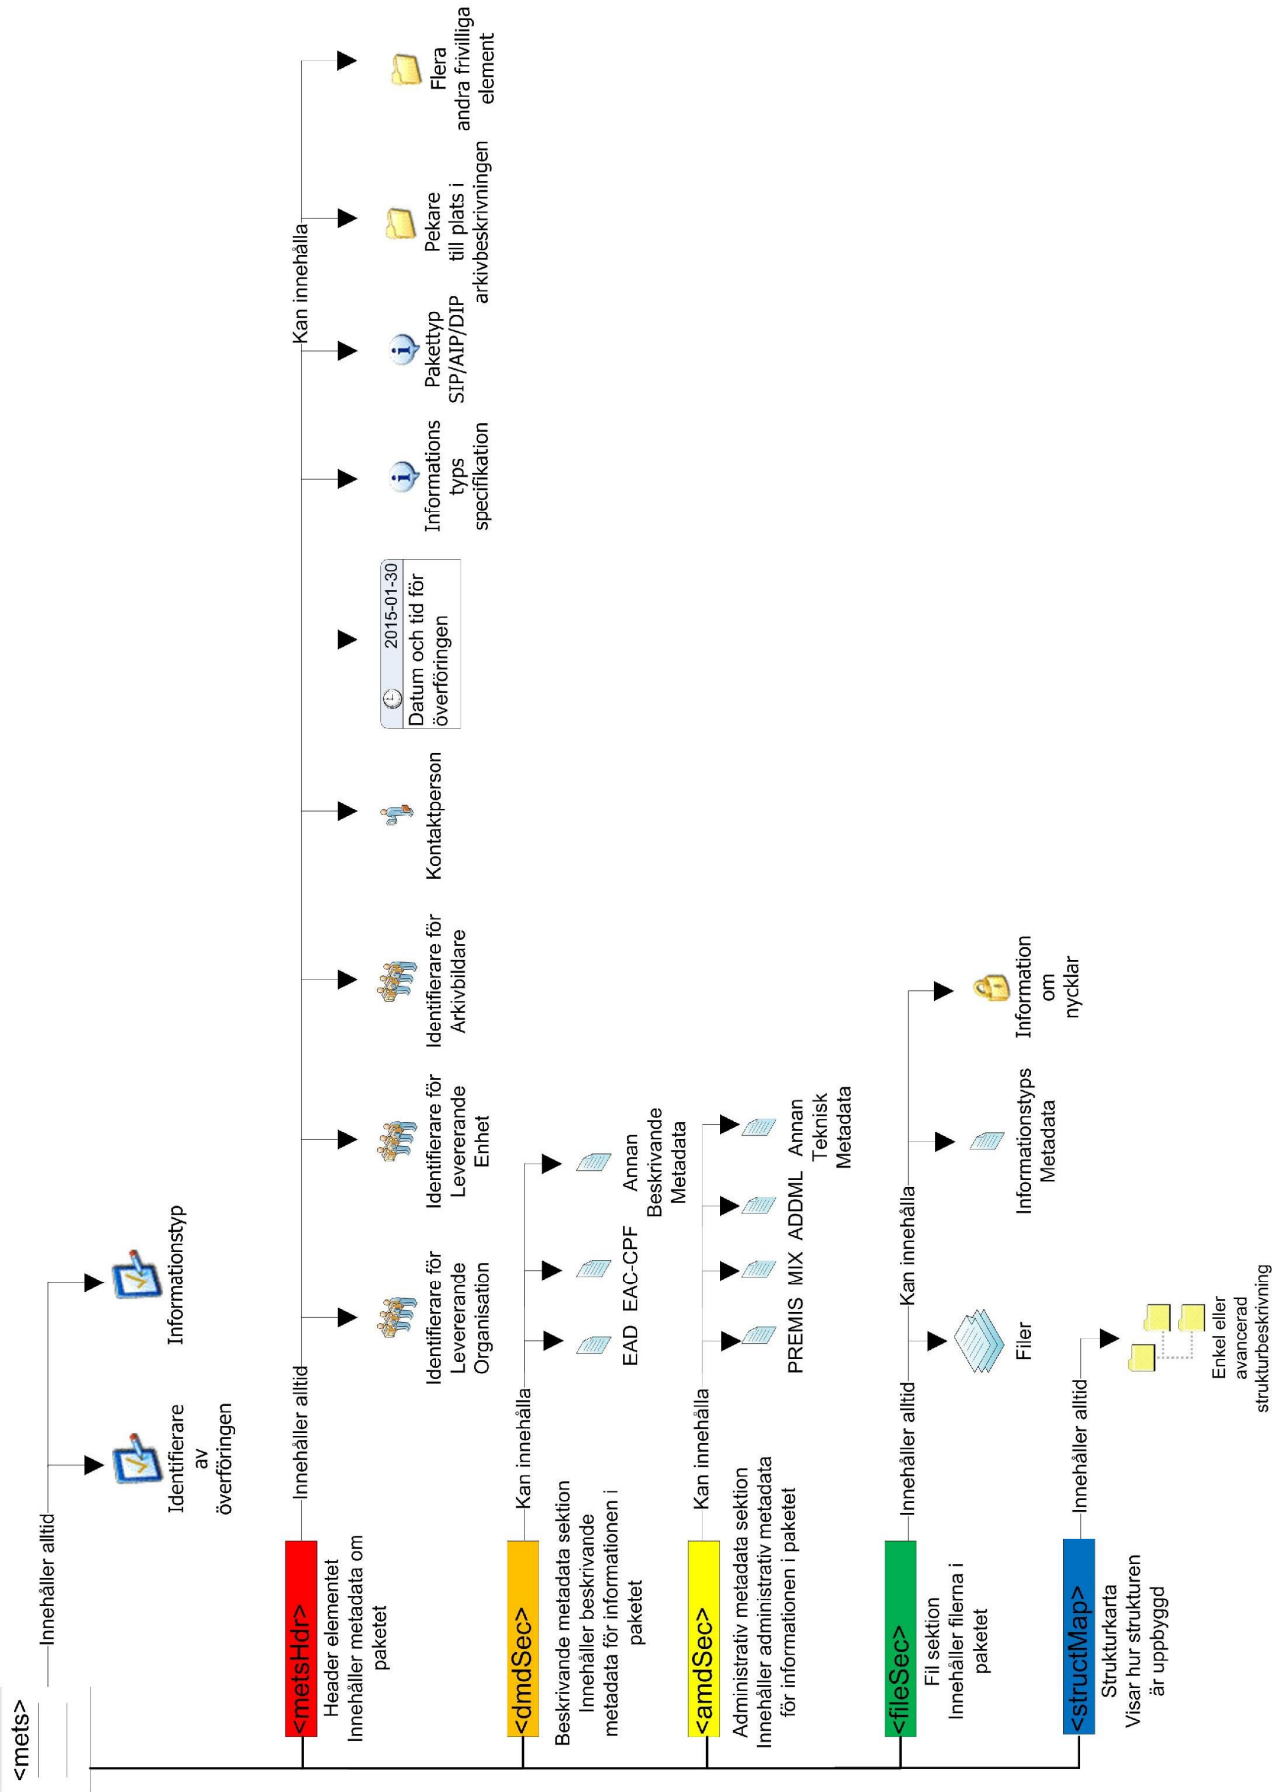 <mets>
Innehåller alltid
Identifierare
av
överföringen
Informationstyp
<metsHdr>
Header elementet
Innehåller metadata om
paketet
Innehåller alltid
Kan innehålla
Identifierare för
Levererande
Organisation
Identifierare för
Levererande
Enhet
Identifierare för
Arkivbildare
Kontaktperson
2015-01-30
Datum och tid för
överföringen
Informations
typs
specifikation
Pakettyp
SIP/AIP/DIP
Pekare
till plats i
arkivbeskrivningen
Flera
andra frivilliga
element
<dmdSec>
Beskrivande metadata sektion
Innehåller beskrivande
metadata för informationen i
paketet
Kan innehålla
EAD
EAC-CPF
Annan
Beskrivande
Metadata
<amdSec>
Administrativ metadata sektion
Innehåller administrativ metadata
för informationen i paketet
Kan innehålla
PREMIS
MIX
ADDML
Annan
Teknisk
Metadata
<fileSec>
Fil sektion
Innehåller filerna i
paketet
Innehåller alltid
Kan innehålla
Filer
Informationstyps
Metadata
Information
om
nycklar
<structMap>
Strukturkarta
Visar hur strukturen
är uppbyggd
Innehåller alltid
Enkel eller
avancerad
strukturbeskrivning